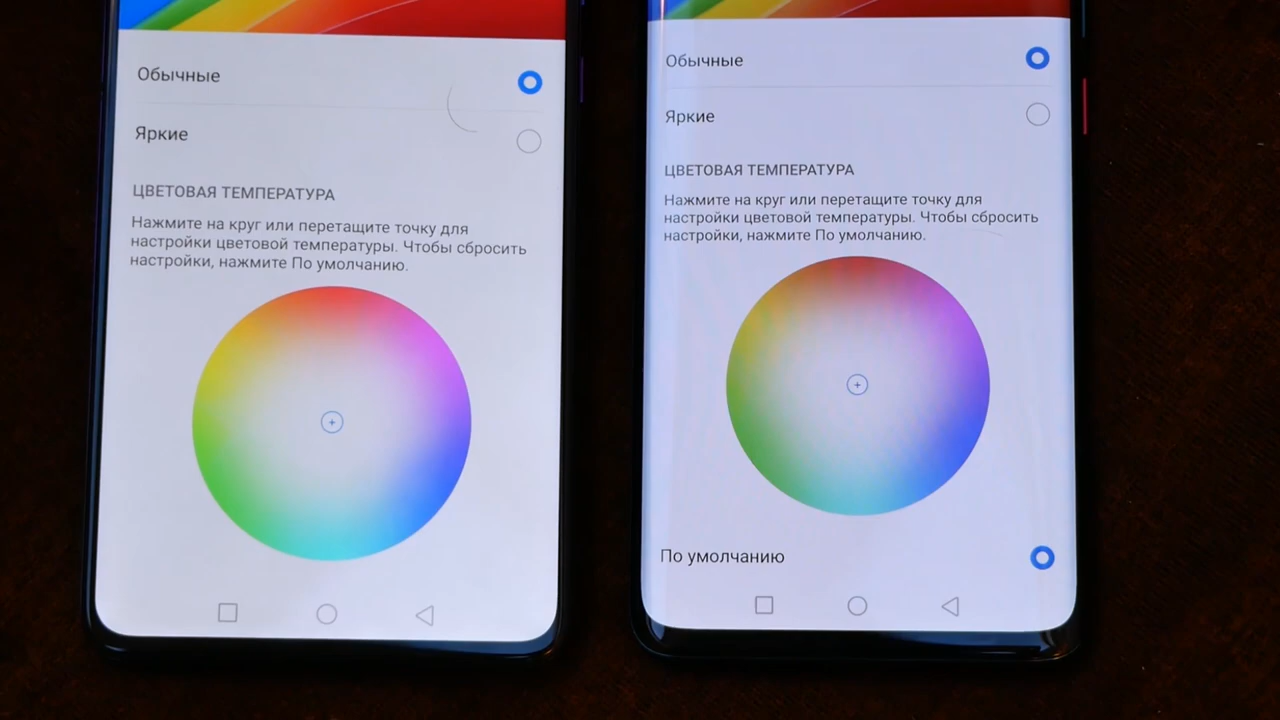 Обычные
Яркие
ЦВЕТОВАЯ ТЕМПЕРАТУРА
Нажмите на круг или перетащите точку для
настройки цветовой температуры. Чтобы сбросить
настройки, нажмите По умолчанию.
Обычные
Яркие
ЦВЕТОВАЯ ТЕМПЕРАТУРА
Нажмите на круг или перетащите точку для
настройки цветовой температуры. Чтобы сбросить
настройки, нажмите По умолчанию.
По умолчанию